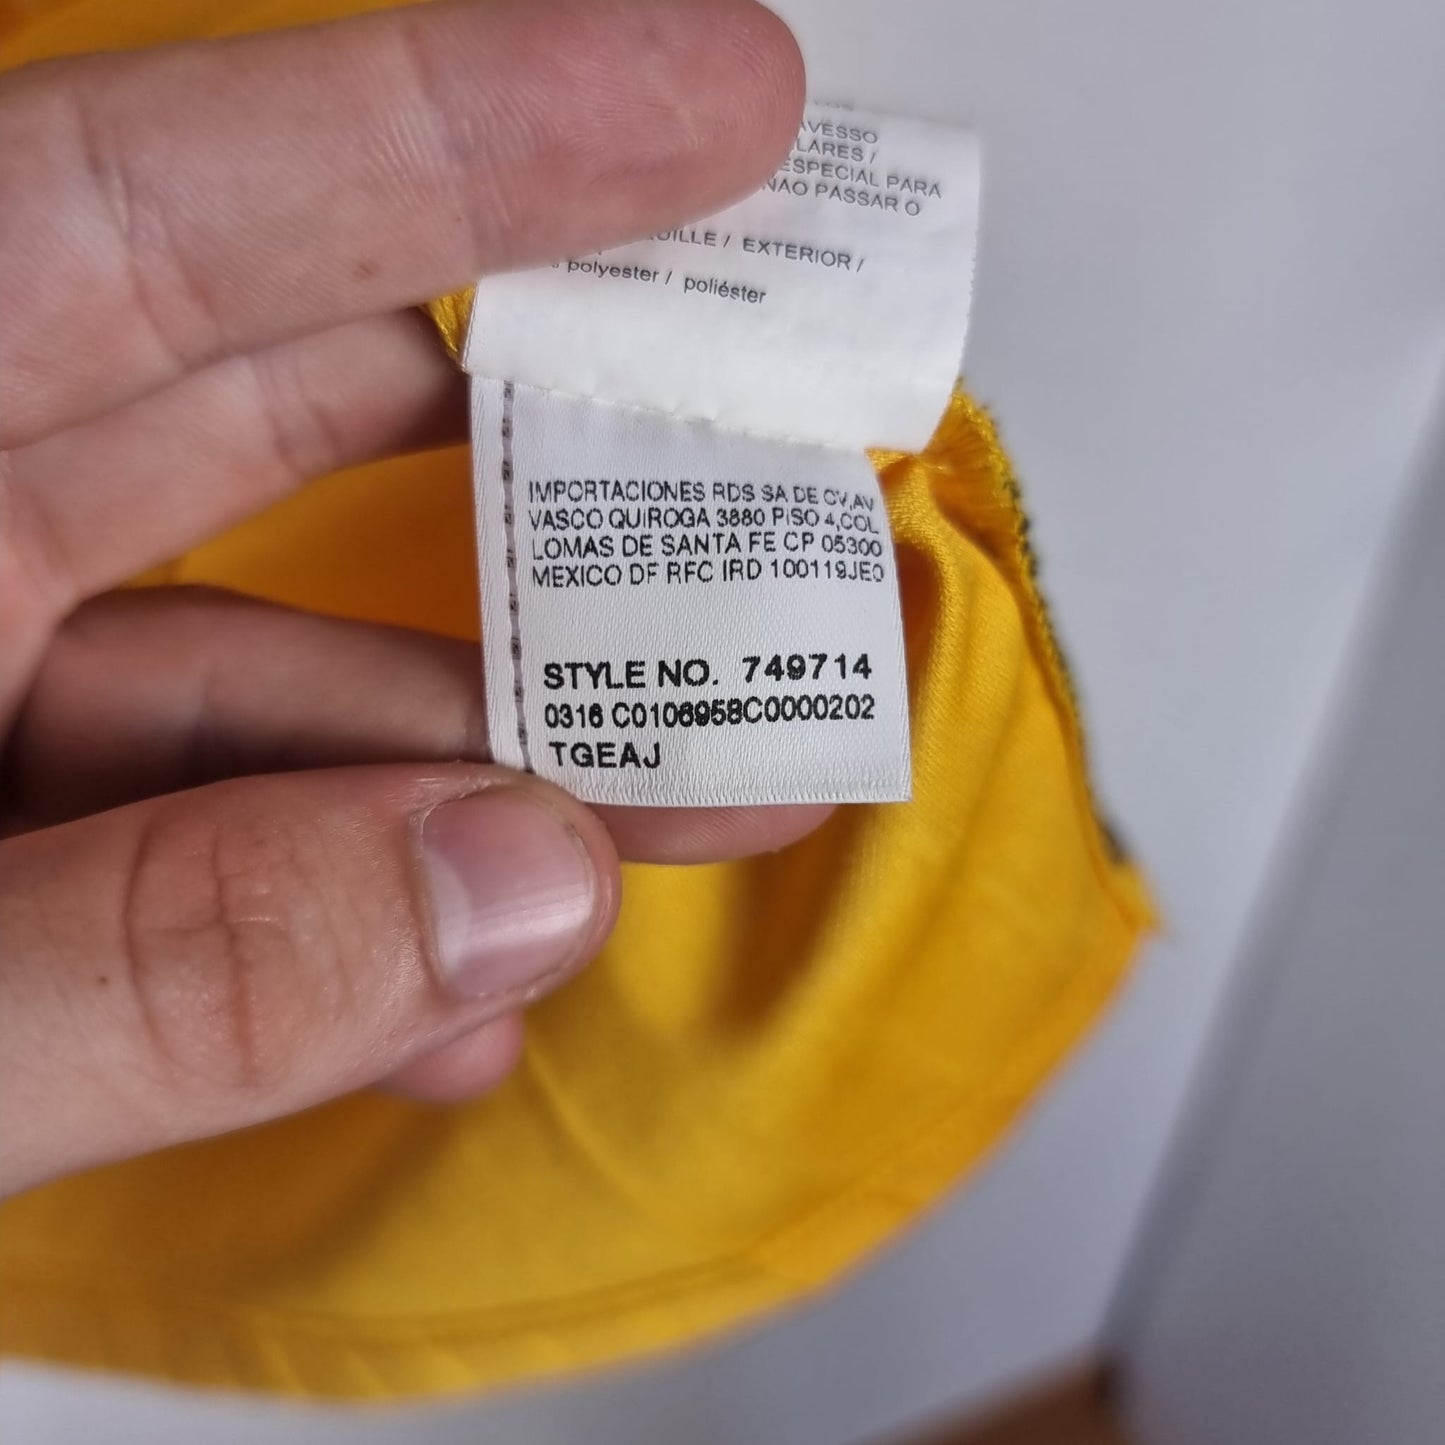 AVESSO
LARES /
ESPECIAL PARA
NAO PASSAR O
UILLE / EXTERIOR /
polyester / poliéster
IMPORTACIONES RDS SA DE CV,AV
VASCO QUIROGA 3880 PISO 4,COL
LOMAS DE SANTA FE CP 05300
MEXICO DF RFC IRD 100119JE0
STYLE NO. 749714
0316 C0106958C0000202
TGEAJ